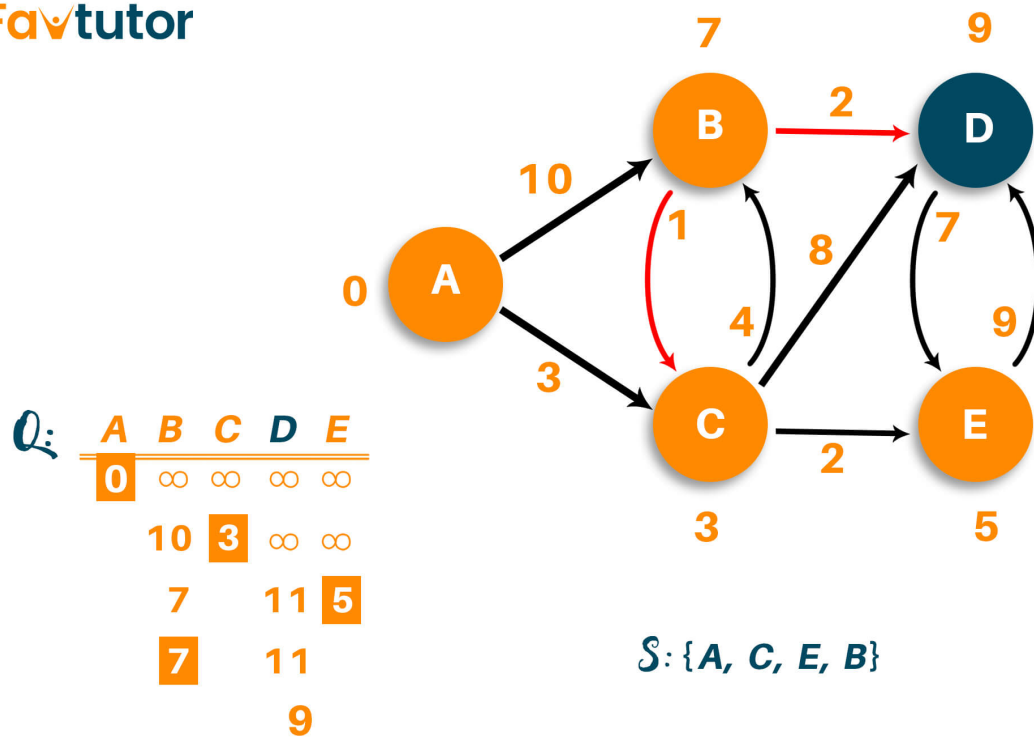 Favtutor
7 9
B 2 D
10
1 8 7
A
0 4 9
3
C 2 E
3 5
Q: A B C D E
0 ∞ ∞ ∞ ∞
10 3 ∞ ∞
7 11 5
7 11
9
S: {A, C, E, B}